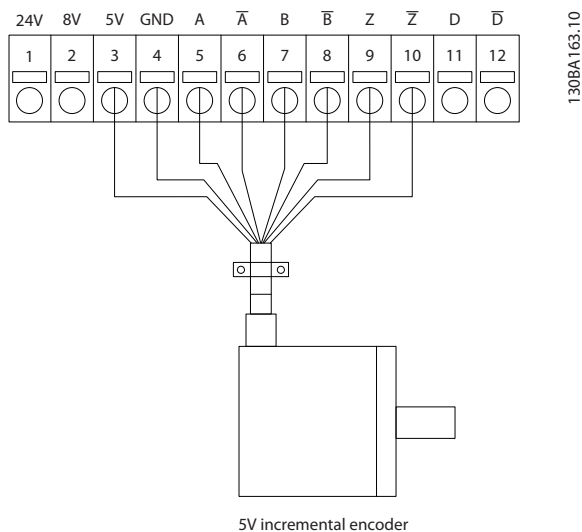 24V 8V 5V GND A A̅ B B̅ Z Z̅ D D̅
1 2 3 4 5 6 7 8 9 10 11 12
130BA163.10
5V incremental encoder